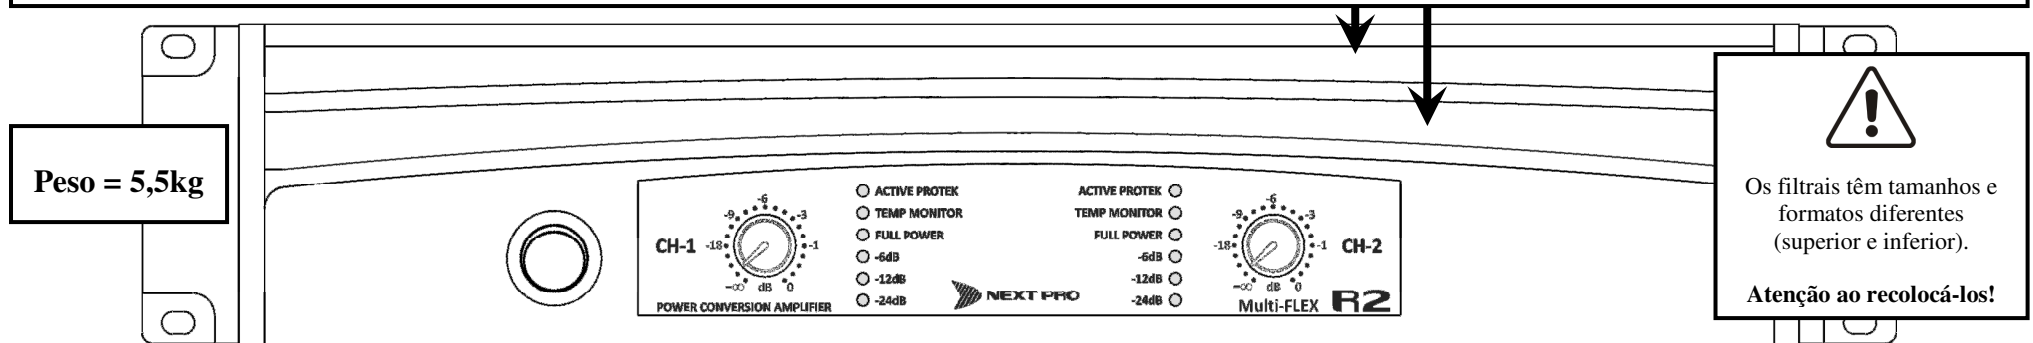 Peso = 5,5kg
CH-1
-∞
-18
-9
-6
-3
-1
0
dB
POWER CONVERSION AMPLIFIER
ACTIVE PROTEK
TEMP MONITOR
FULL POWER
-6dB
-12dB
-24dB
NEXT PRO
ACTIVE PROTEK
TEMP MONITOR
FULL POWER
-6dB
-12dB
-24dB
-∞
-18
-9
-6
-3
-1
0
dB
CH-2
Multi-FLEX R2
Os filtrais têm tamanhos e
formatos diferentes
(superior e inferior).
Atenção ao recolocá-los!